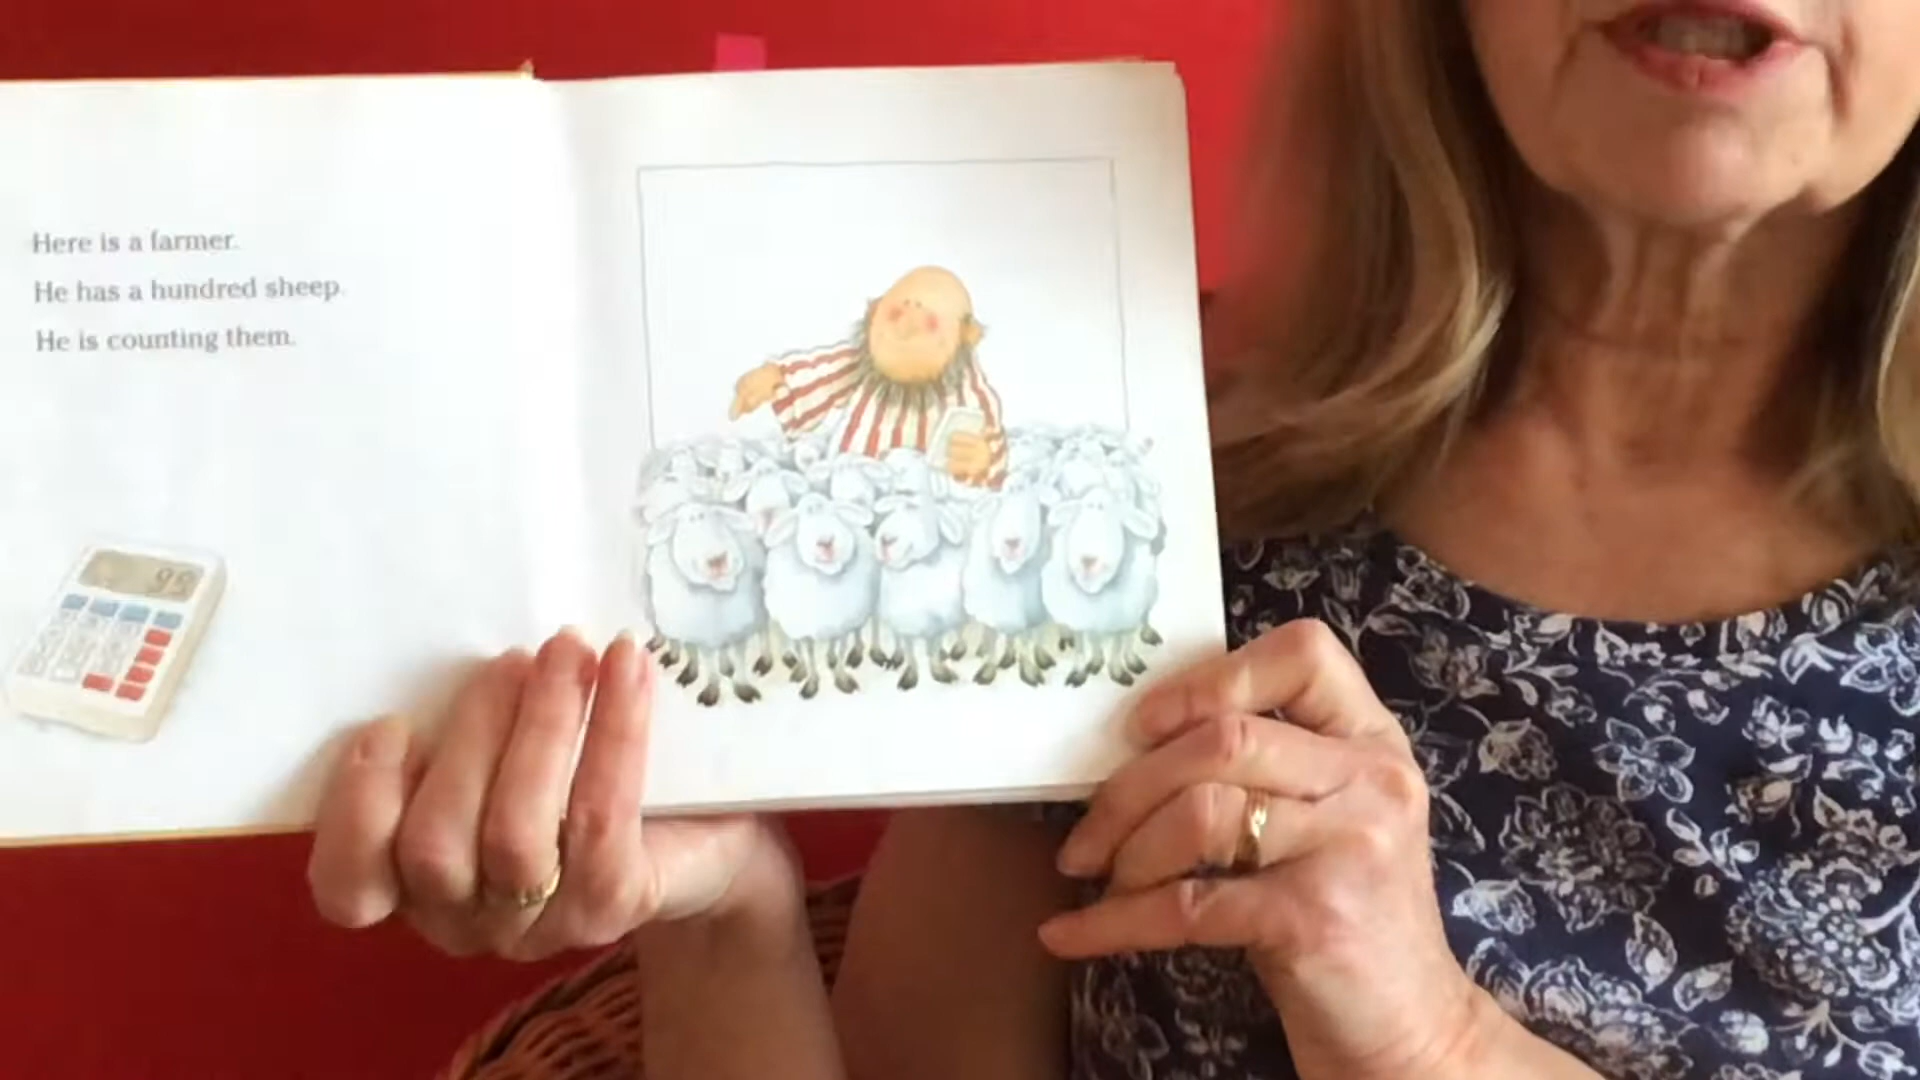 Here is a farmer.
He has a hundred sheep.
He is counting them.
99